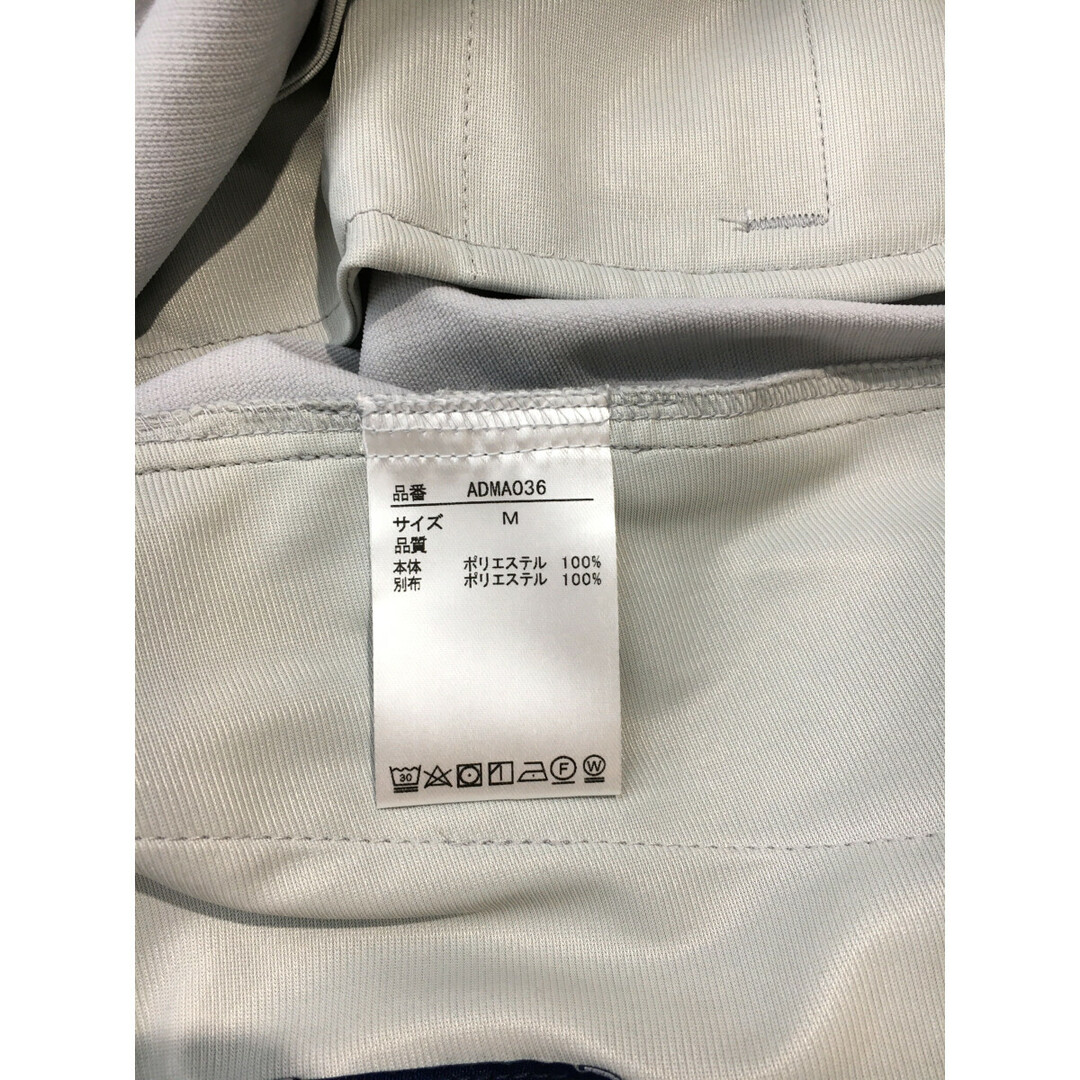 品番 ADMA036
サイズ M
品質
本体 ポリエステル 100%
別布 ポリエステル 100%
30 F W